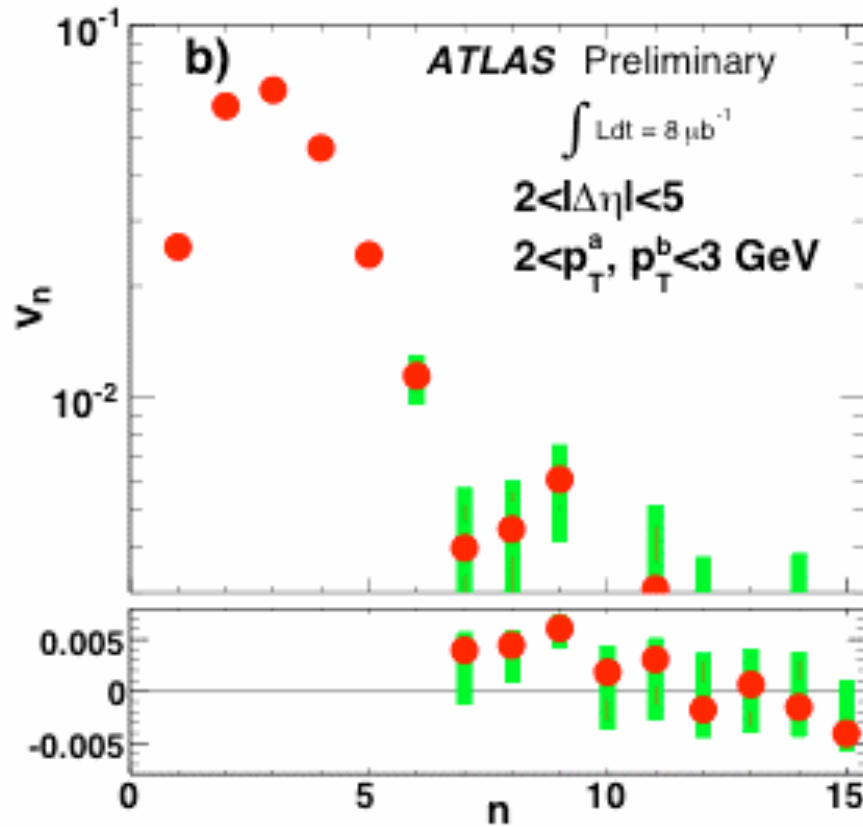 10^-1
b)
ATLAS Preliminary
∫ Ldt = 8 μb^-1
2<|Δη|<5
2<p_T^a, p_T^b<3 GeV
v_n
10^-2
0.005
0
-0.005
0 5 10 15
n